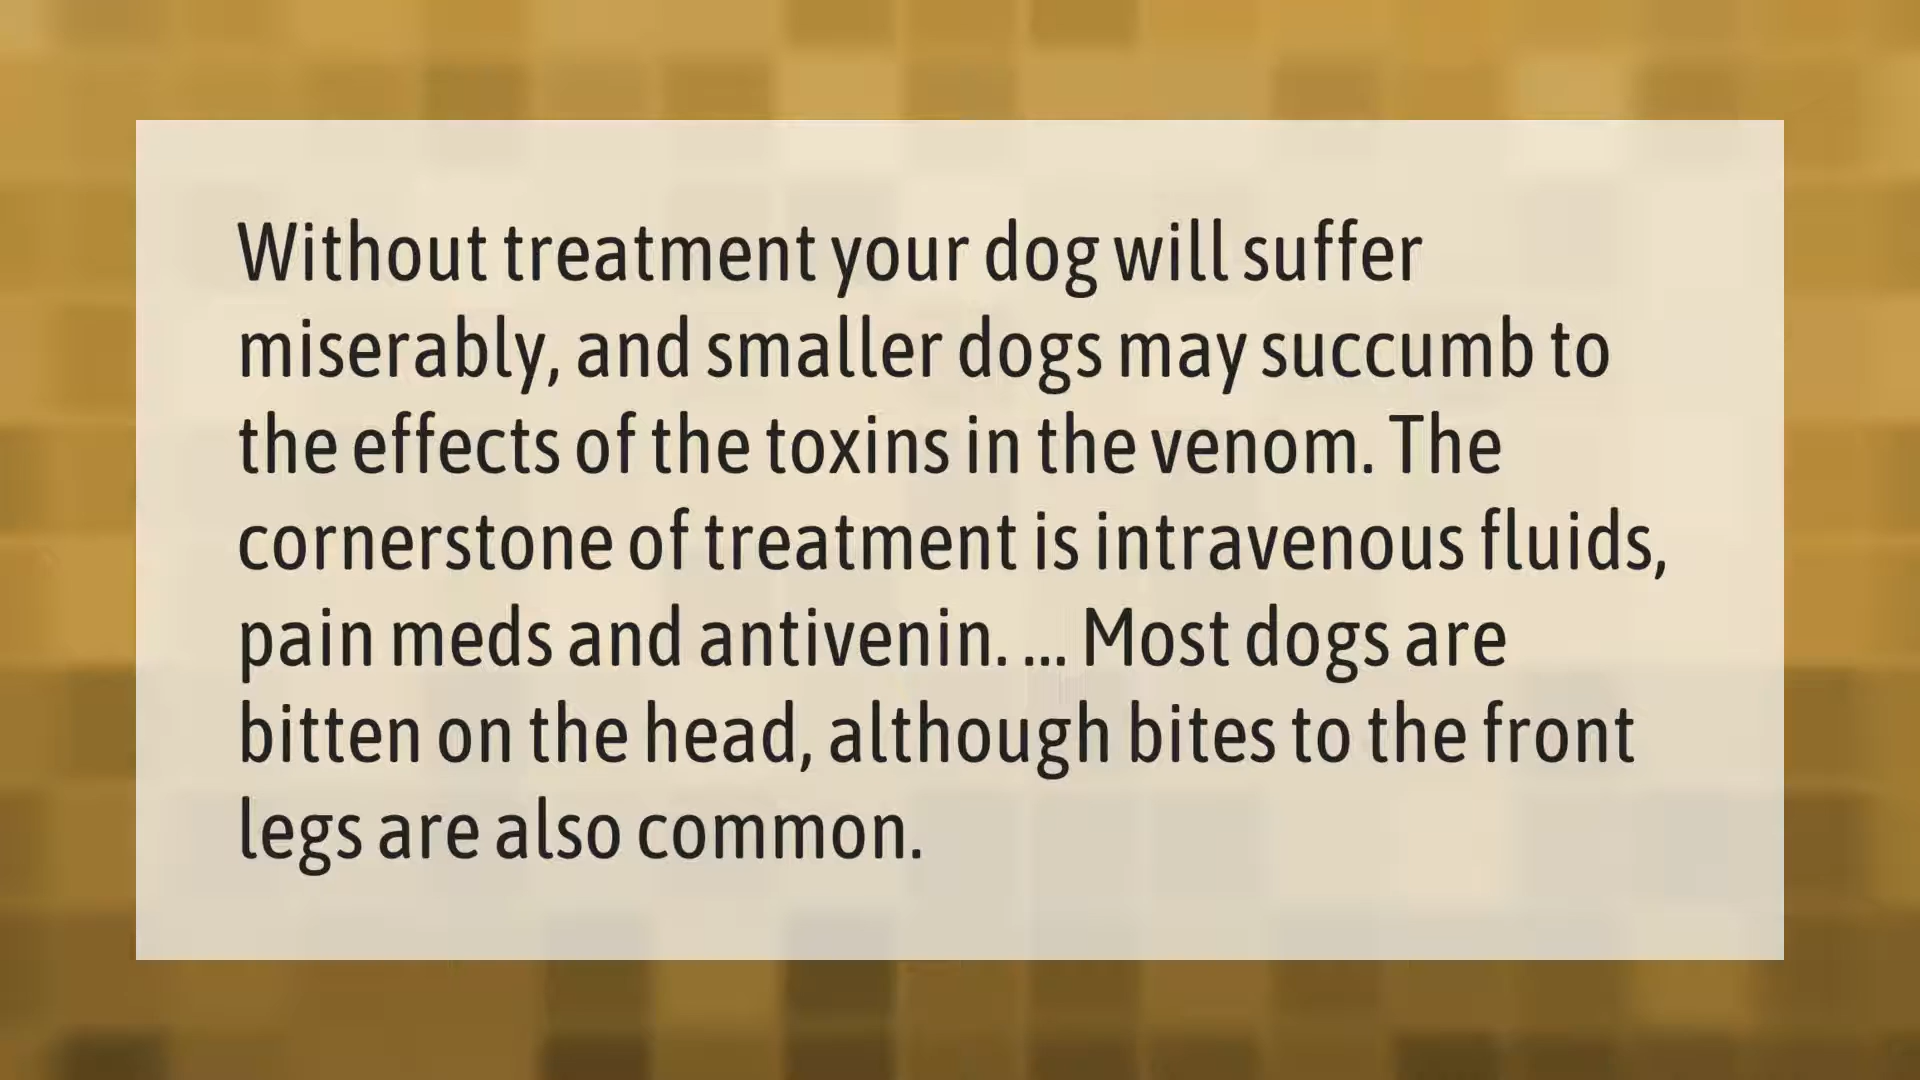 Without treatment your dog will suffer
miserably, and smaller dogs may succumb to
the effects of the toxins in the venom. The
cornerstone of treatment is intravenous fluids,
pain meds and antivenin. ... Most dogs are
bitten on the head, although bites to the front
legs are also common.